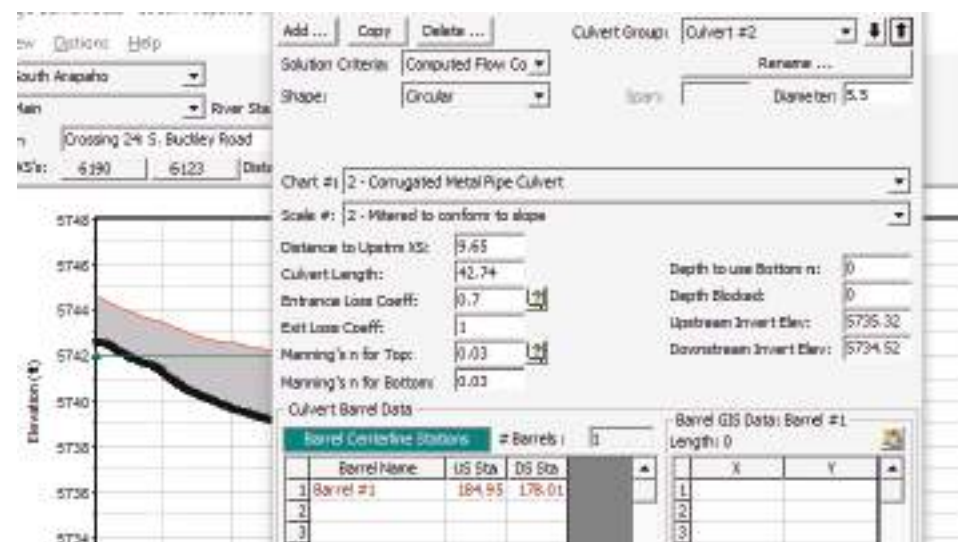 Add ... Copy Delete ... Culvert Group: Culvert #2
Options Help
Solution Criteria: Computed Flow Co
Rename ...
South Arapaho
Shape: Circular Span: Diameter: 5.5
River Sta
Crossing 24: S. Buckley Road
XS's: 6190 6123 Dista
Chart #: 2 - Corrugated Metal Pipe Culvert
Scale #: 2 - Mitered to conform to slope
Distance to Upstrm XS: 9.65
Culvert Length: 42.74 Depth to use Bottom n: 0
Entrance Loss Coeff: 0.7 Depth Blocked: 0
Exit Loss Coeff: 1 Upstream Invert Elev: 5735.32
Manning's n for Top: 0.03 Downstream Invert Elev: 5734.52
Manning's n for Bottom: 0.03
Culvert Barrel Data
Barrel Centerline Stations # Barrels : 1
Barrel GIS Data: Barrel #1
Length: 0
Barrel Name US Sta DS Sta X Y
1 Barrel #1 184.95 178.01 1
2 2
3 3
Elevation (ft)
5748
5746
5744
5742
5740
5738
5736
5734